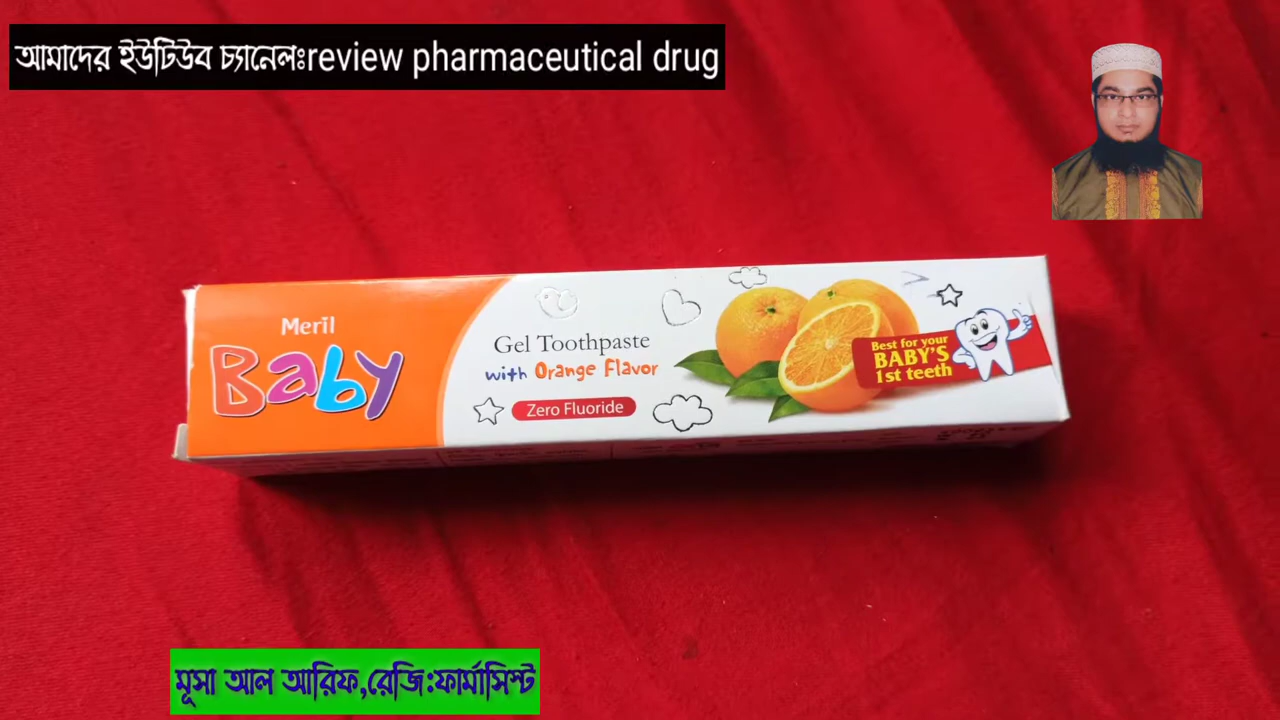 আমাদের ইউটিউব চ্যানেলঃreview pharmaceutical drug
Meril
Baby
Gel Toothpaste
with Orange Flavor
Zero Fluoride
Best for your
BABY'S
1st teeth
মূসা আল আরিফ,রেজি:ফার্মাসিস্ট